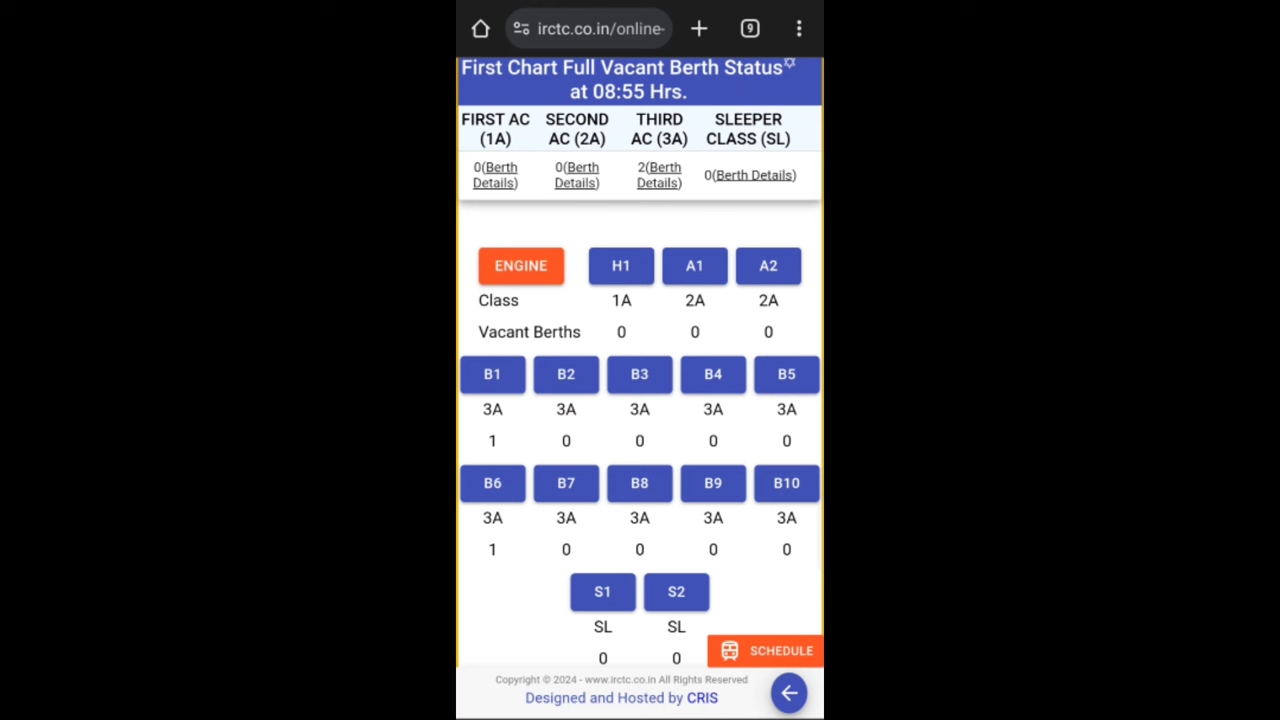 irctc.co.in/online-
9
First Chart Full Vacant Berth Status✡
at 08:55 Hrs.
FIRST AC (1A) SECOND AC (2A) THIRD AC (3A) SLEEPER CLASS (SL)
0(Berth Details) 0(Berth Details) 2(Berth Details) 0(Berth Details)
ENGINE H1 A1 A2
Class 1A 2A 2A
Vacant Berths 0 0 0
B1 B2 B3 B4 B5
3A 3A 3A 3A 3A
1 0 0 0 0
B6 B7 B8 B9 B10
3A 3A 3A 3A 3A
1 0 0 0 0
S1 S2
SL SL
0 0
SCHEDULE
Copyright © 2024 - www.irctc.co.in All Rights Reserved
Designed and Hosted by CRIS